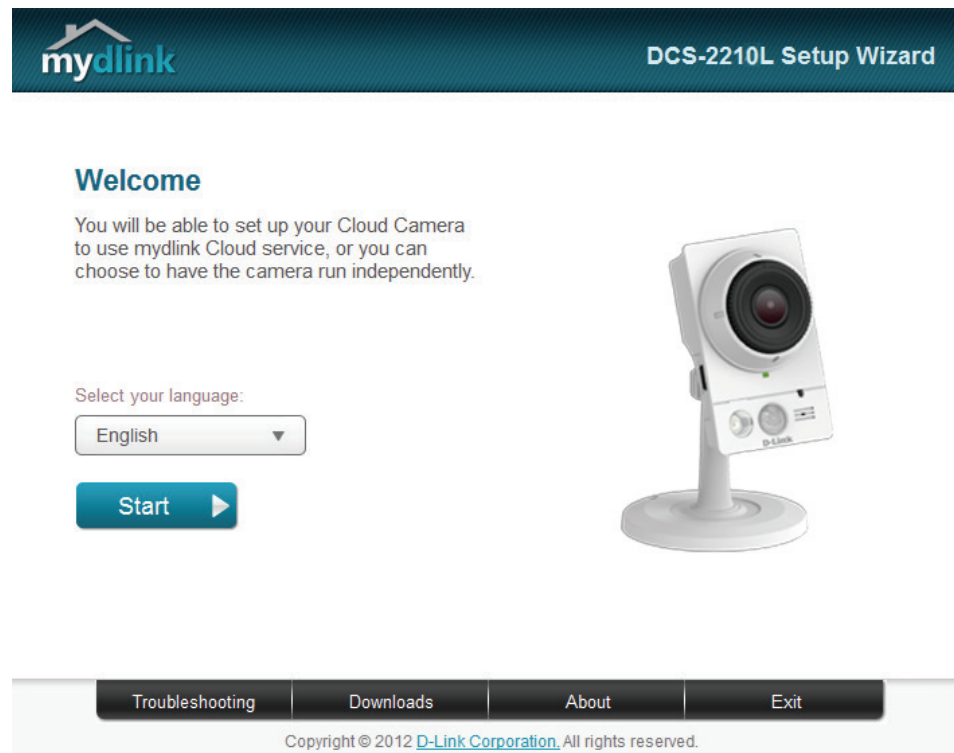 mydlink
DCS-2210L Setup Wizard
Welcome
You will be able to set up your Cloud Camera
to use mydlink Cloud service, or you can
choose to have the camera run independently.
Select your language:
English
Start
D-Link
Troubleshooting
Downloads
About
Exit
Copyright © 2012 D-Link Corporation. All rights reserved.